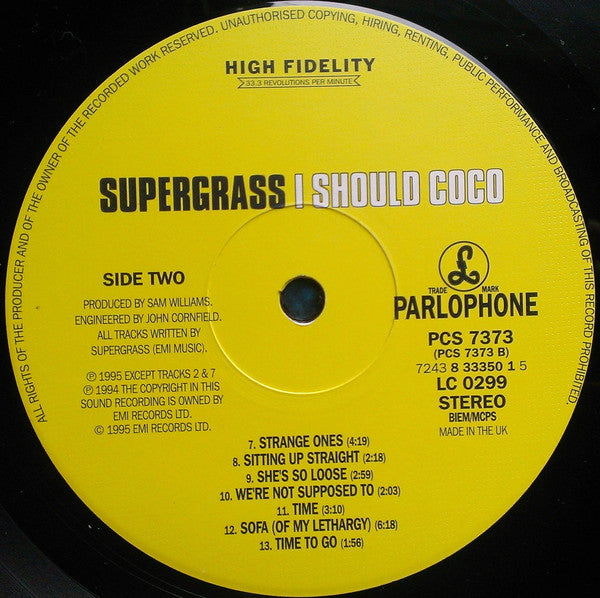 ALL RIGHTS OF THE PRODUCER AND OF THE OWNER OF THE RECORDED WORK RESERVED. UNAUTHORISED COPYING, HIRING, RENTING, PUBLIC PERFORMANCE AND BROADCASTING OF THIS RECORD PROHIBITED.
HIGH FIDELITY
33.3 REVOLUTIONS PER MINUTE
SUPERGRASS I SHOULD COCO
SIDE TWO
PRODUCED BY SAM WILLIAMS.
ENGINEERED BY JOHN CORNFIELD.
ALL TRACKS WRITTEN BY
SUPERGRASS (EMI MUSIC).
℗ 1995 EXCEPT TRACKS 2 & 7
℗ 1994 THE COPYRIGHT IN THIS
SOUND RECORDING IS OWNED BY
EMI RECORDS LTD.
© 1995 EMI RECORDS LTD.
£
TRADE MARK
PARLOPHONE
PCS 7373
(PCS 7373 B)
7243 8 33350 1 5
LC 0299
STEREO
BIEM/MCPS
MADE IN THE UK
7. STRANGE ONES (4:19)
8. SITTING UP STRAIGHT (2:18)
9. SHE'S SO LOOSE (2:59)
10. WE'RE NOT SUPPOSED TO (2:03)
11. TIME (3:10)
12. SOFA (OF MY LETHARGY) (6:18)
13. TIME TO GO (1:56)